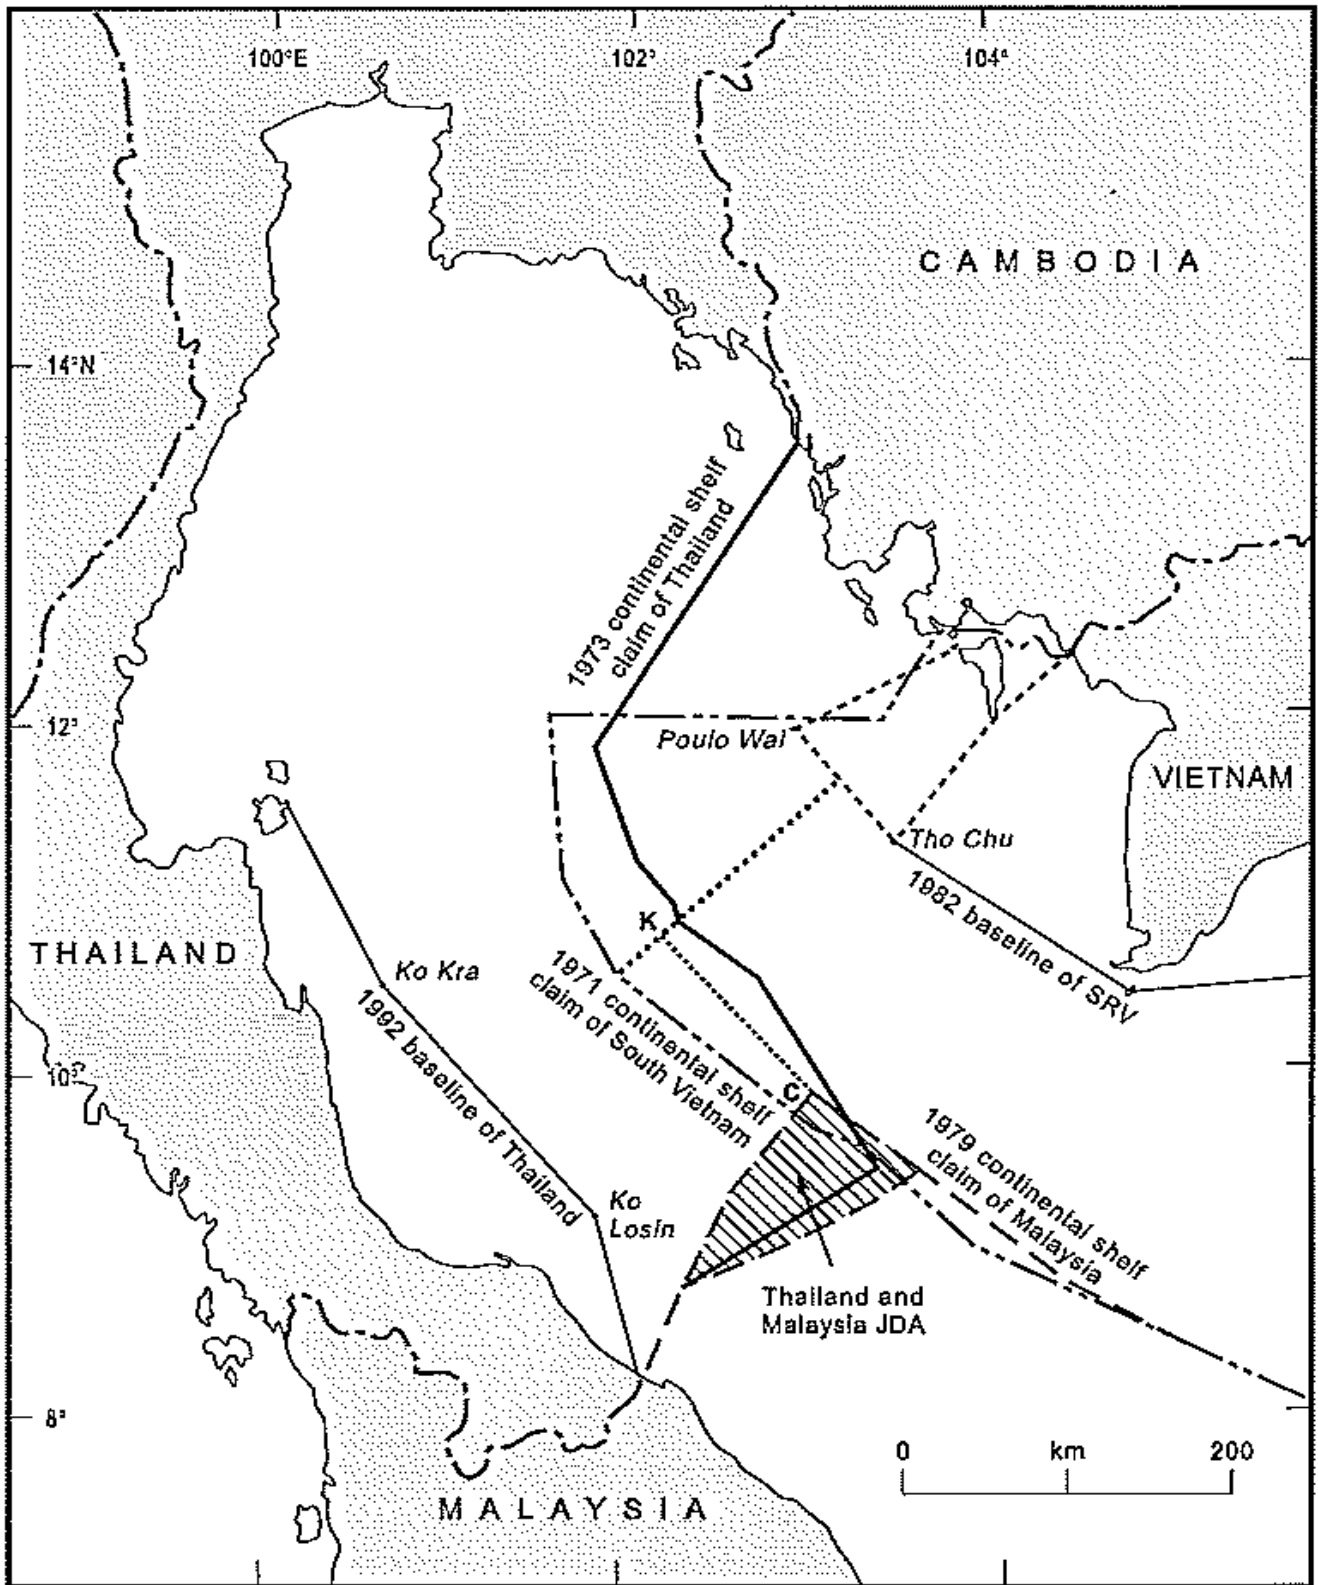 100°E
102°
104°
CAMBODIA
14°N
1973 continental shelf
claim of Thailand
12°
Poulo Wai
VIETNAM
Tho Chu
1982 baseline of SRV
K
THAILAND
Ko Kra
1971 continental shelf
claim of South Vietnam
1992 baseline of Thailand
10°
C
1979 continental shelf
claim of Malaysia
Ko
Losin
Thailand and
Malaysia JDA
8°
0 km 200
MALAYSIA